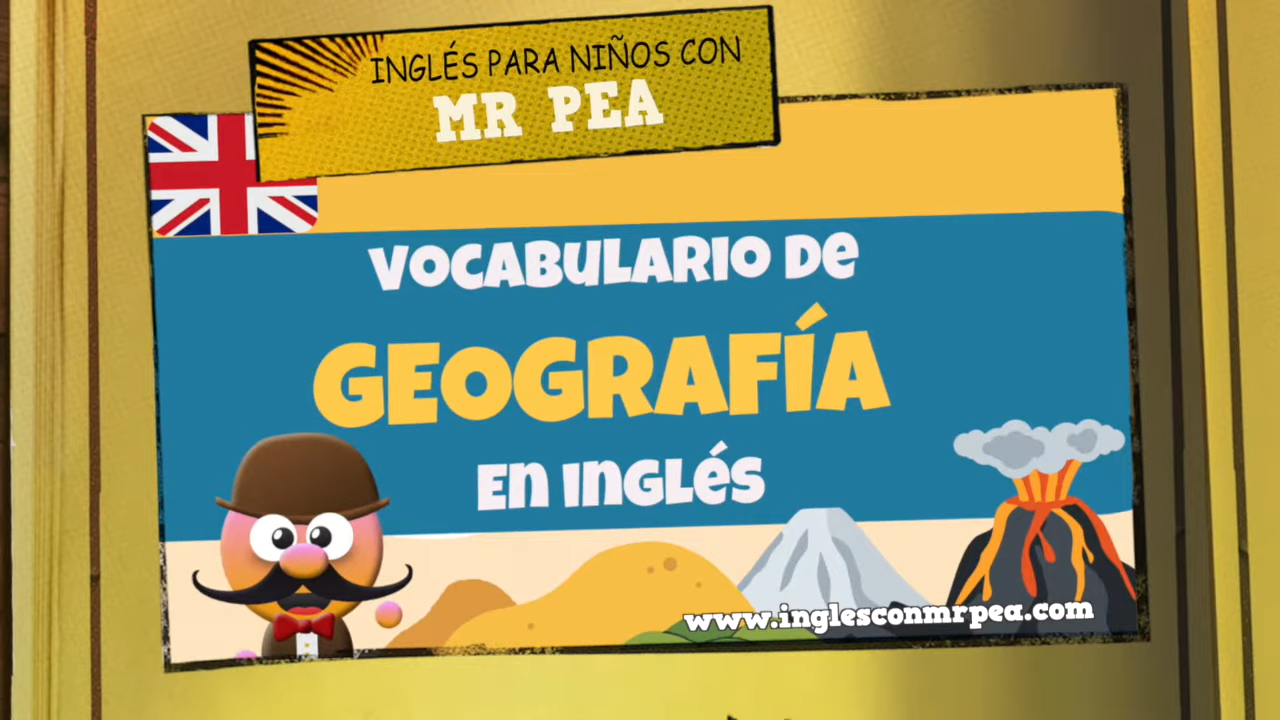 INGLÉS PARA NIÑOS CON
MR PEA
VOCABULARIO DE
GEOGRAFÍA
EN INGLÉS
www.inglesconmrpea.com